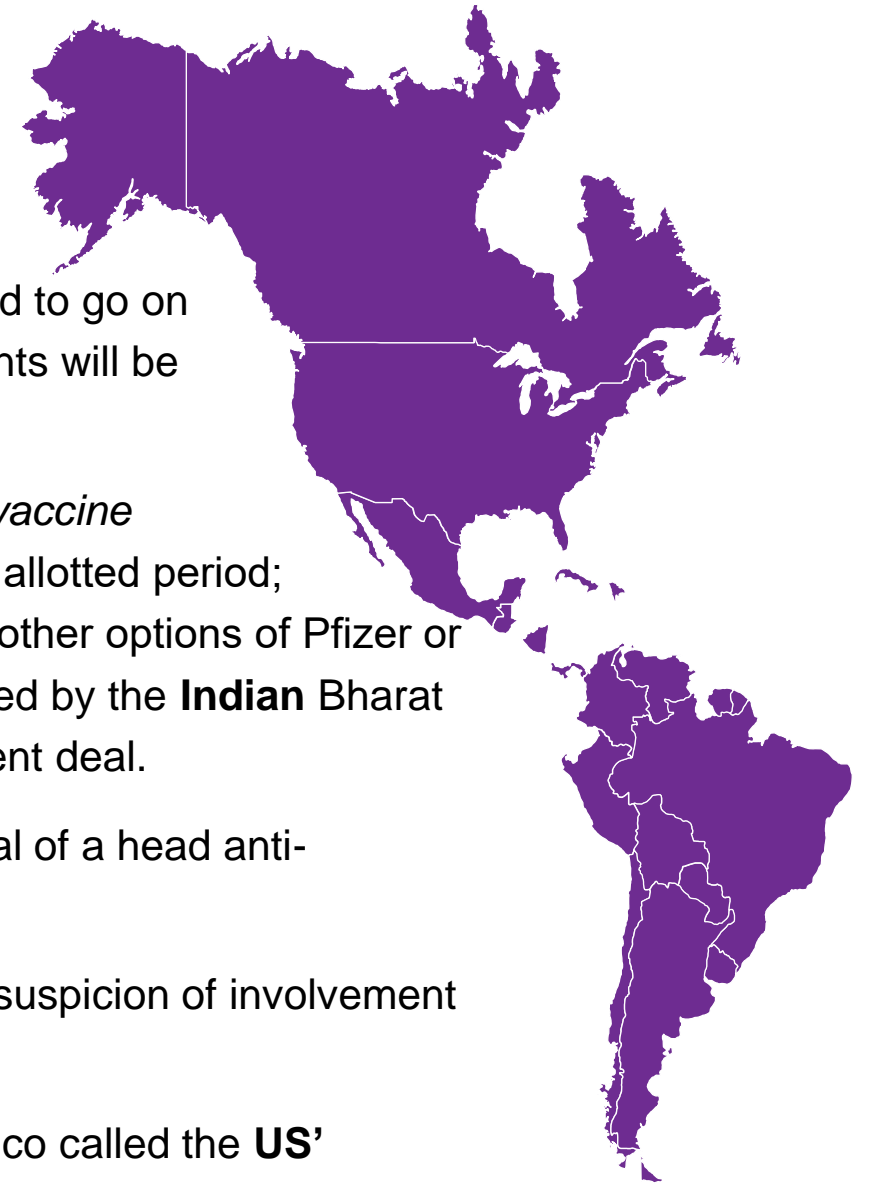 d to go on
nts will be
vaccine
allotted period;
other options of Pfizer or
ed by the Indian Bharat
ent deal.
al of a head anti-
suspicion of involvement
co called the US’